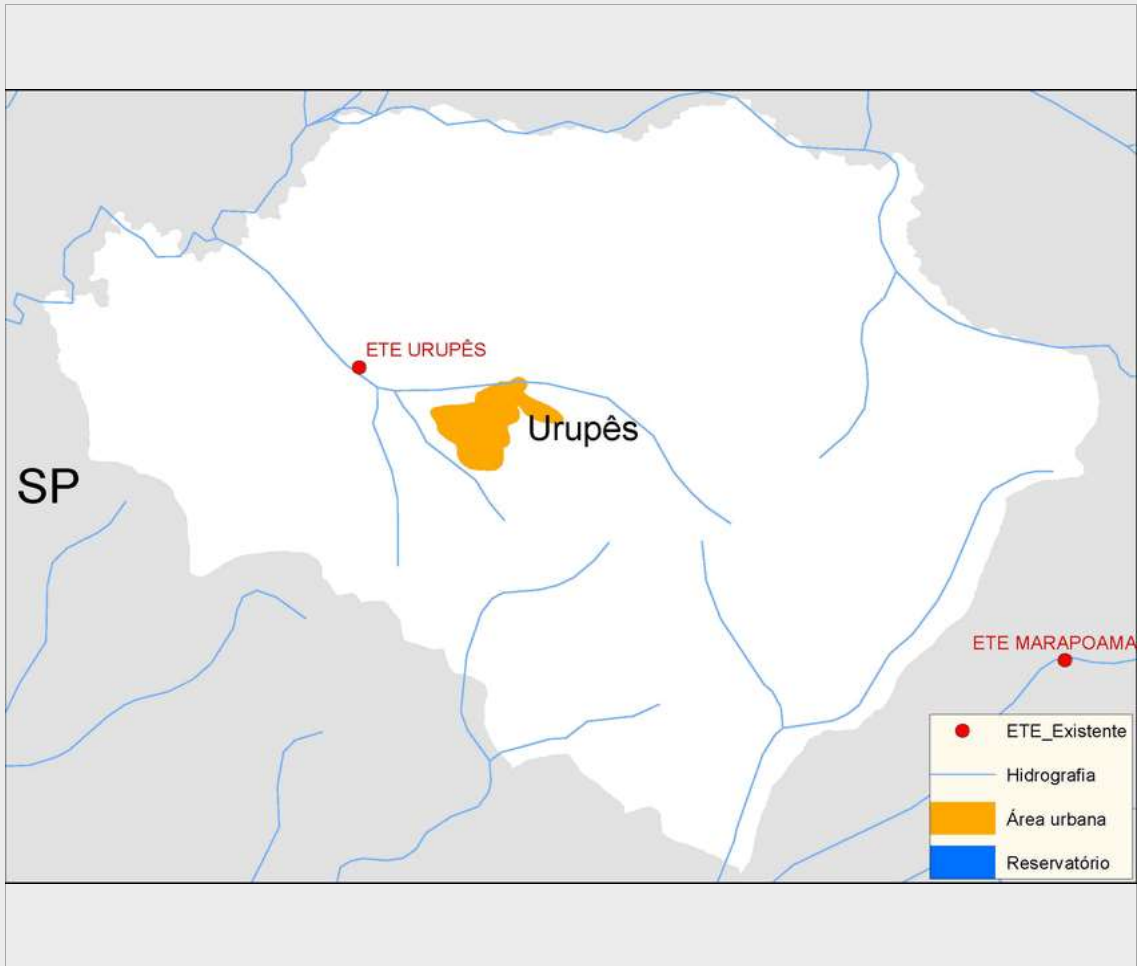 ETE URUPÊS
Urupês
SP
ETE MARAPOAMA
ETE_Existente
Hidrografia
Área urbana
Reservatório